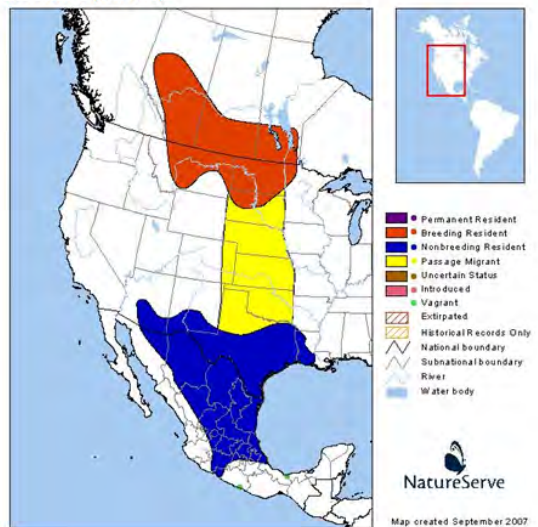 Permanent Resident
Breeding Resident
Nonbreeding Resident
Passage Migrant
Uncertain Status
Introduced
Vagrant
Extirpated
Historical Records Only
National boundary
Subnational boundary
River
Water body
NatureServe
Map created September 2007